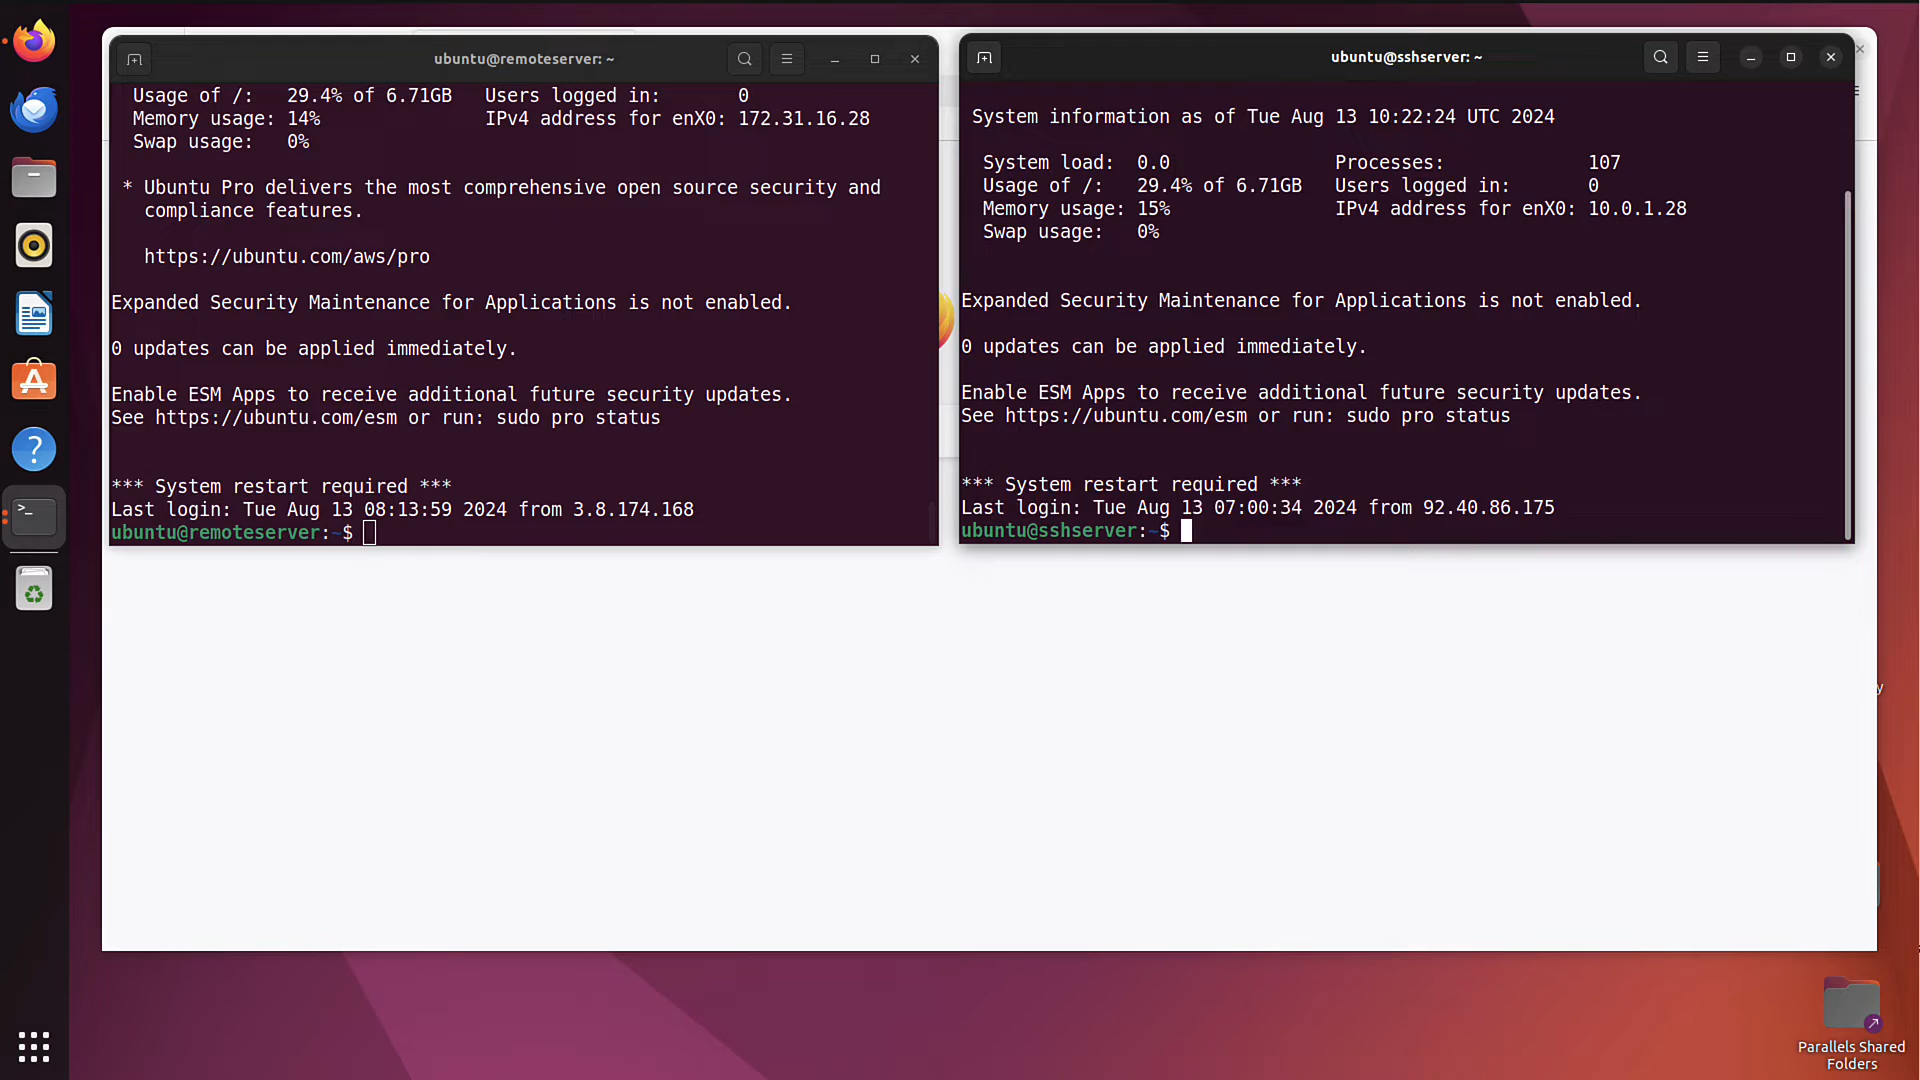 ubuntu@remoteserver: ~
Usage of /: 29.4% of 6.71GB Users logged in: 0
Memory usage: 14% IPv4 address for enX0: 172.31.16.28
Swap usage: 0%
* Ubuntu Pro delivers the most comprehensive open source security and
compliance features.
https://ubuntu.com/aws/pro
Expanded Security Maintenance for Applications is not enabled.
0 updates can be applied immediately.
Enable ESM Apps to receive additional future security updates.
See https://ubuntu.com/esm or run: sudo pro status
*** System restart required ***
Last login: Tue Aug 13 08:13:59 2024 from 3.8.174.168
ubuntu@remoteserver:~$
ubuntu@sshserver: ~
System information as of Tue Aug 13 10:22:24 UTC 2024
System load: 0.0 Processes: 107
Usage of /: 29.4% of 6.71GB Users logged in: 0
Memory usage: 15% IPv4 address for enX0: 10.0.1.28
Swap usage: 0%
Expanded Security Maintenance for Applications is not enabled.
0 updates can be applied immediately.
Enable ESM Apps to receive additional future security updates.
See https://ubuntu.com/esm or run: sudo pro status
*** System restart required ***
Last login: Tue Aug 13 07:00:34 2024 from 92.40.86.175
ubuntu@sshserver:~$
y
Parallels Shared
Folders